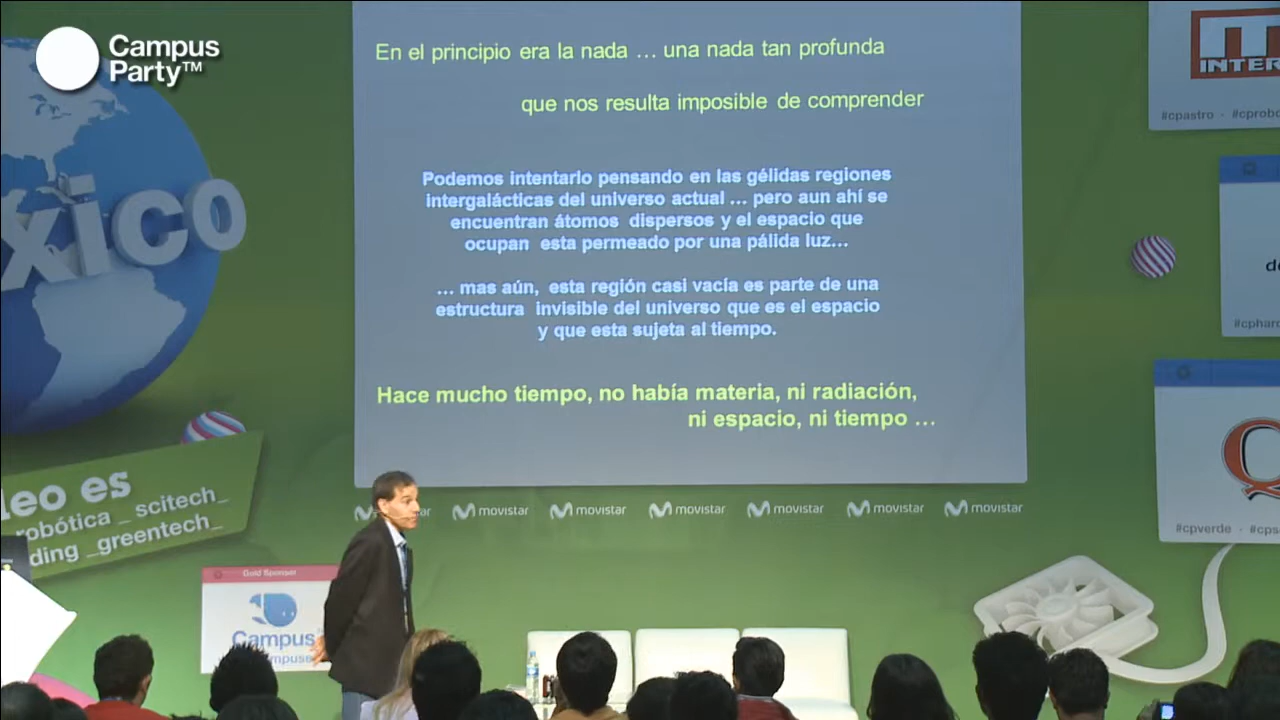 Campus
Party™
En el principio era la nada … una nada tan profunda
que nos resulta imposible de comprender
Podemos intentarlo pensando en las gélidas regiones
intergalácticas del universo actual … pero aun ahí se
encuentran átomos dispersos y el espacio que
ocupan esta permeado por una pálida luz…
… mas aún, esta región casi vacía es parte de una
estructura invisible del universo que es el espacio
y que esta sujeta al tiempo.
Hace mucho tiempo, no había materia, ni radiación,
ni espacio, ni tiempo …
xico
leo es
robótica _ scitech_
ding _greentech_
movistar movistar movistar movistar movistar movistar
Gold Sponsor
Campus
INTER
#cpastro - #cprobo
#cphard
Q
#cpverde - #cps